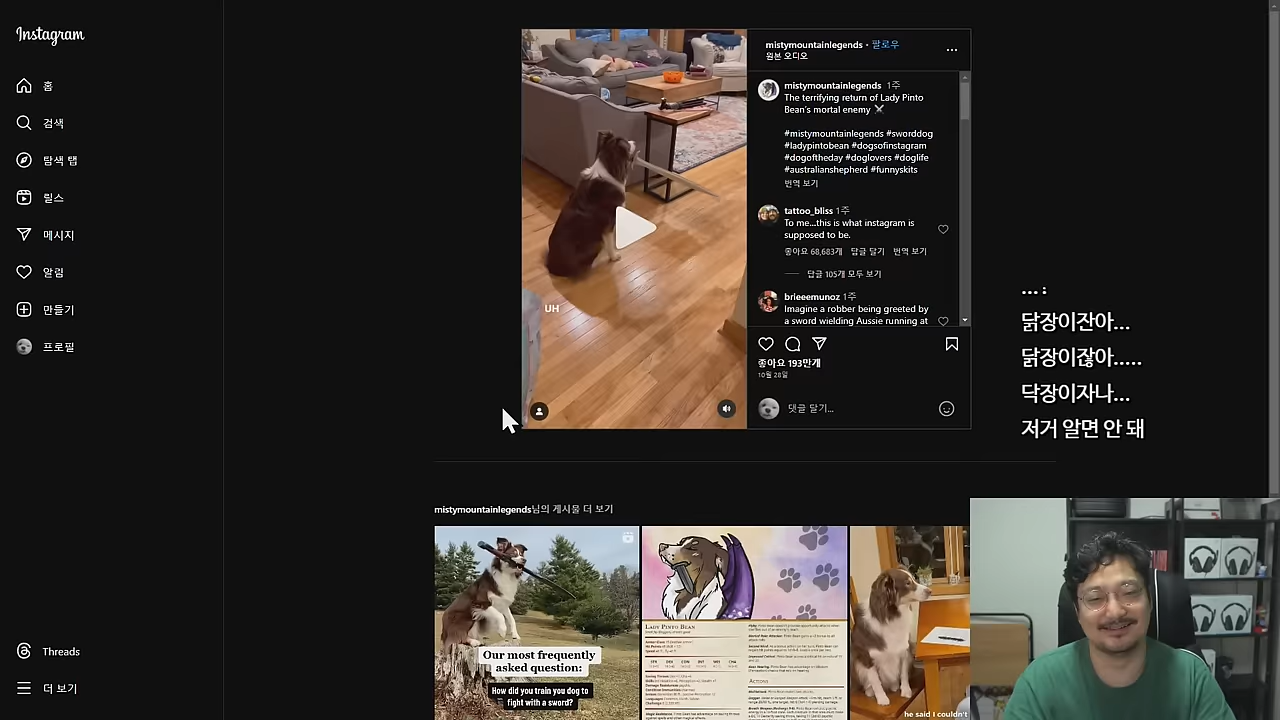 Instagram
홈
검색
탐색 탭
릴스
메시지
알림
만들기
프로필
Threads
더 보기
UH
mistymountainlegends · 팔로우
원본 오디오
mistymountainlegends 1주
The terrifying return of Lady Pinto
Bean's mortal enemy ⚔
#mistymountainlegends #sworddog
#ladypintobean #dogsofinstagram
#dogoftheday #doglovers #doglife
#australianshepherd #funnyskits
번역 보기
tattoo_bliss 1주
To me...this is what instagram is
supposed to be.
좋아요 68,683개 답글 달기 번역 보기
답글 105개 모두 보기
brieeemunoz 1주
Imagine a robber being greeted by
a sword wielding Aussie running at
좋아요 193만개
10월 28일
댓글 달기...
... :
닭장이잔아...
닭장이잖아.....
닥장이자나...
저거 알면 안 돼
mistymountainlegends님의 게시물 더 보기
Our most frequently
asked question:
How did you train you dog to
fight with a sword?
LADY PINTO BEAN
STR DEX CON INT WIS CHA
ACTIONS
he said I couldn't